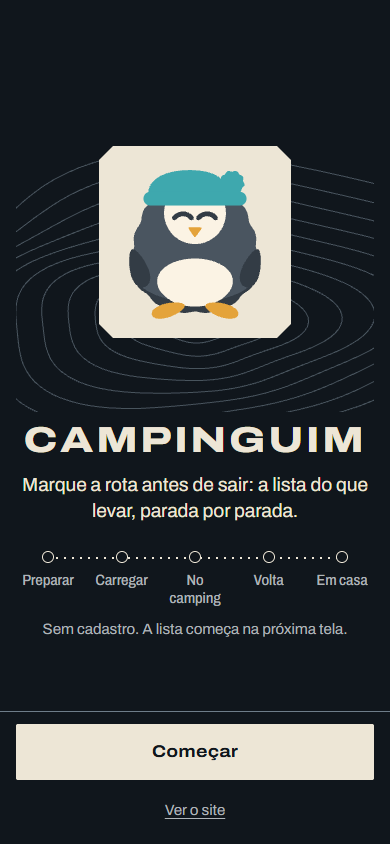 CAMPINGUIM
Marque a rota antes de sair: a lista do que
levar, parada por parada.
Preparar Carregar No camping Volta Em casa
Sem cadastro. A lista começa na próxima tela.
Começar
Ver o site